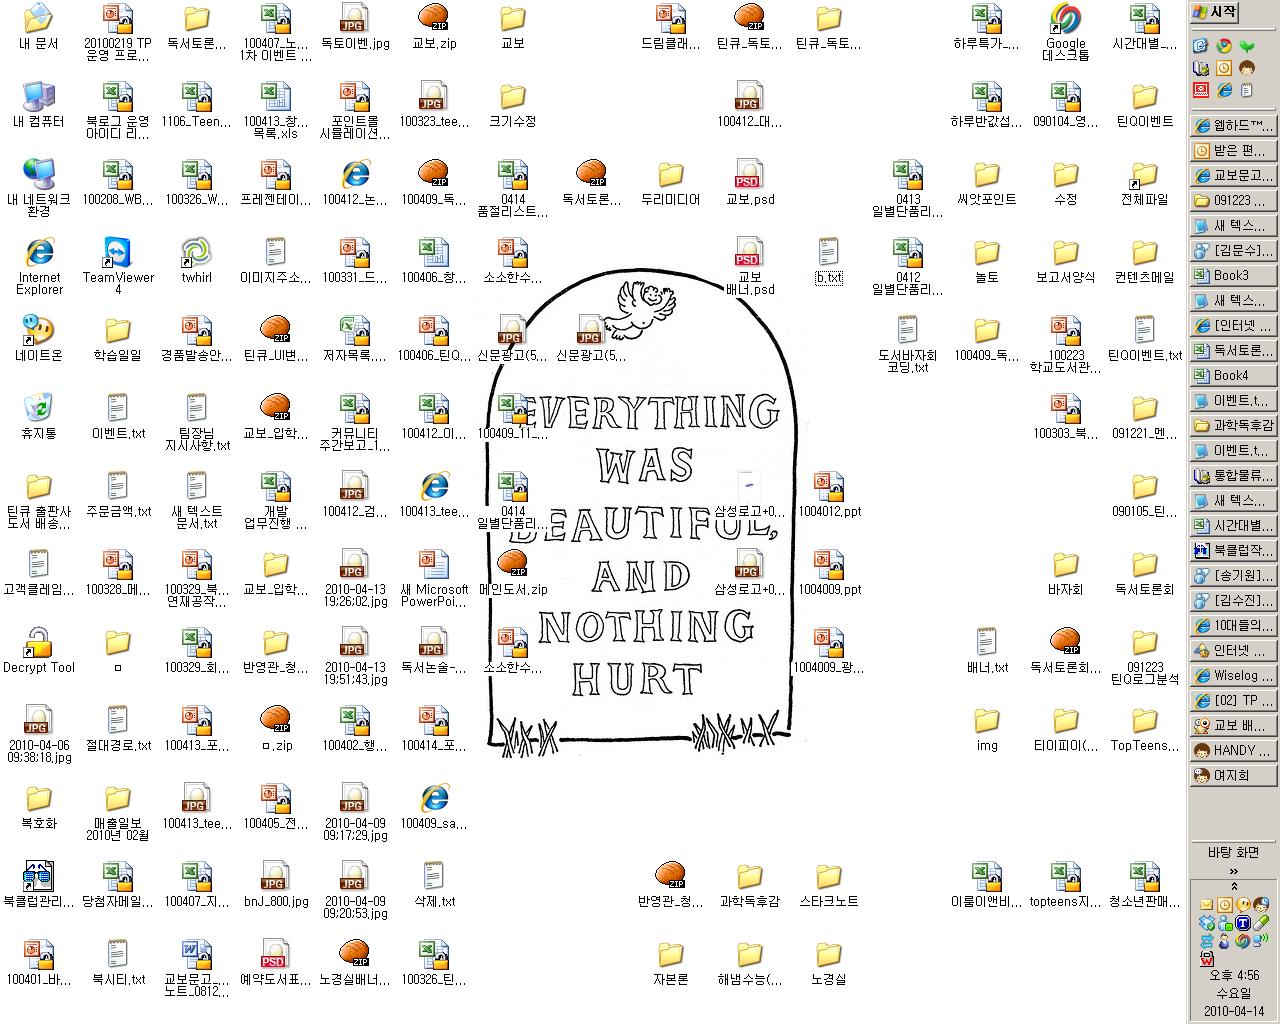 내 문서
20100219 TP
운영 프로...
독서토론...
100407_노...
1차 이벤트 ...
독토이벤.jpg
교보.zip
교보
드림클래...
틴큐_독토...
틴큐_독토...
하루특가_...
Google
데스크톱
시간대별_...
내 컴퓨터
북로그 운영
아이디 리...
1106_Teen...
100413_창...
목록.xls
포인트몰
시뮬레이션...
100323_tee...
크기수정
100412_대...
하루반값섭...
090104_영...
틴Q이벤트
내 네트워크
환경
100208_WB...
100326_W...
프레젠테이...
100412_논...
100409_독...
0414
품절리스트...
독서토론...
두리미디어
교보.psd
0413
일별단품리...
씨앗포인트
수정
전체파일
Internet
Explorer
TeamViewer
4
twhirl
이미지주소...
100331_드...
100406_창...
소소한수...
교보
배너.psd
b.txt
0412
일별단품리...
놀토
보고서양식
컨텐츠메일
네이트온
학습일일
경품발송안...
틴큐_UI변...
저자목록...
100406_틴Q...
신문광고(5...
신문광고(5...
도서바자회
코딩.txt
100409_독...
100223
학교도서관...
틴Q이벤트.txt
휴지통
이벤트.txt
팀장님
지시사항.txt
교보_입학...
커뮤니티
주간보고_1...
100412_이...
100409_11_...
100303_북...
091221_멘...
EVERYTHING
WAS
BEAUTIFUL,
AND
NOTHING
HURT
틴큐 출판사
도서 배송...
주문금액.txt
새 텍스트
문서.txt
개발
업무진행 ...
100412_검...
100413_tee...
0414
일별단품리...
삼성로고+0...
1004012.ppt
090105_틴...
고객클레임...
100328_메...
100329_북...
연재공작...
교보_입학...
2010-04-13
19;26;02.jpg
새 Microsoft
PowerPoi...
메인도서.zip
삼성로고+0...
1004009.ppt
바자회
독서토론회
Decrypt Tool
ㅁ
100329_회...
반영관_청...
2010-04-13
19;51;43.jpg
독서논술-...
소소한수...
1004009_광...
배너.txt
독서토론회...
091223
틴Q로그분석
2010-04-06
09;38;18.jpg
절대경로.txt
100413_포...
ㅁ.zip
100402_행...
100414_포...
img
티이피이(...
TopTeens...
복호화
매출일보
2010년 02월
100413_tee...
100405_전...
2010-04-09
09;17;29.jpg
100409_sa...
북클럽관리...
당첨자메일...
100407_지...
bnJ_800.jpg
2010-04-09
09;20;53.jpg
삭제.txt
반영관_청...
과학독후감
스타크노트
이룸이앤비...
topteens지...
청소년판매...
100401_바...
북시티.txt
교보문고_...
노트_0812...
예약도서표...
노경실배너...
100326_틴...
자본론
해냄수능(...
노경실
시작
웹하드™...
받은 편...
교보문고...
091223 ...
새 텍스...
[김문수]...
Book3
새 텍스...
[인터넷 ...
독서토론...
Book4
이벤트.t...
과학독후감
이벤트.t...
통합물류...
새 텍스...
시간대별...
북클럽작...
[송기원]...
[김수진]...
10대들의...
인터넷 ...
Wiselog ...
[02] TP ...
교보 배...
HANDY ...
여지희
바탕 화면
오후 4:56
수요일
2010-04-14